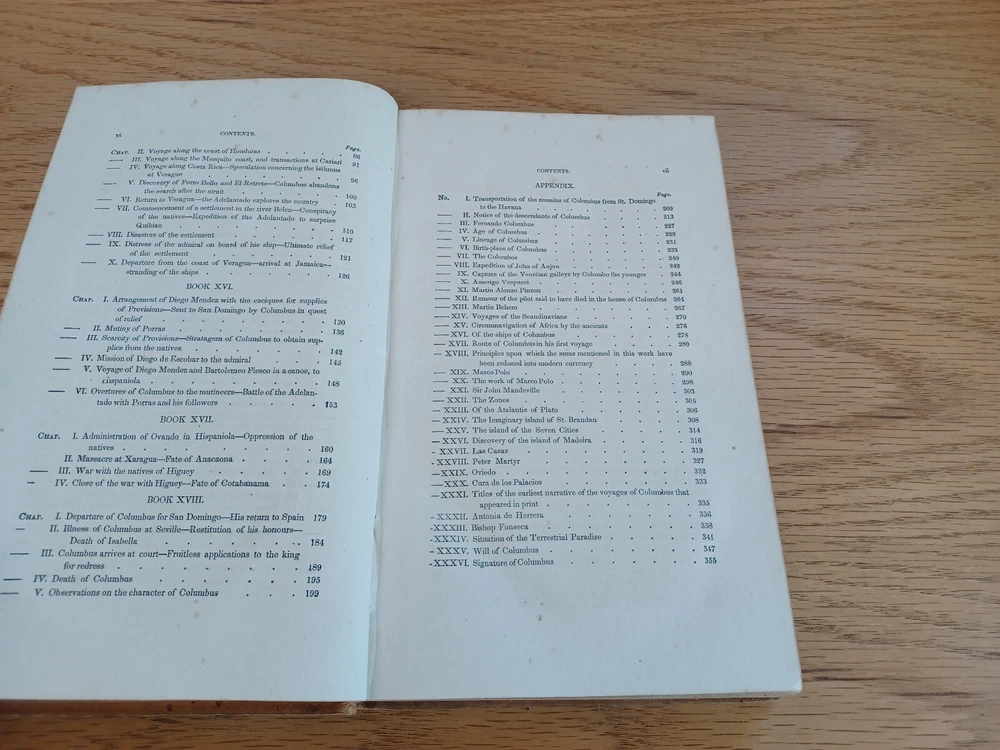 vi
CONTENTS.
Page.
CHAP. II. Voyage along the coast of Honduras . . . . . 86
—— III. Voyage along the Mosquito coast, and transactions at Cariari 91
—— IV. Voyage along Costa Rica—Speculation concerning the isthmus
at Veragua . . . . . 96
—— V. Discovery of Porto Bello and El Retrete—Columbus abandons
the search after the strait . . . . . 100
—— VI. Return to Veragua—the Adelantado explores the country . 103
—— VII. Commencement of a settlement in the river Belen—Conspiracy
of the natives—Expedition of the Adelantado to surprise
Quibian . . . . . 110
—— VIII. Disasters of the settlement . . . . . 117
—— IX. Distress of the admiral on board of his ship—Ultimate relief
of the settlement . . . . . 121
—— X. Departure from the coast of Veragua—arrival at Jamaica—
stranding of the ships . . . . . 126
BOOK XVI.
CHAP. I. Arrangement of Diego Mendez with the caciques for supplies
of Provisions—Sent to San Domingo by Columbus in quest
of relief . . . . . 130
—— II. Mutiny of Porras . . . . . 136
—— III. Scarcity of Provisions—Stratagem of Columbus to obtain sup-
plies from the natives . . . . . 142
—— IV. Mission of Diego de Escobar to the admiral . . . 145
—— V. Voyage of Diego Mendez and Bartolomeo Fiesco in a canoe, to
Hispaniola . . . . . 148
—— VI. Overtures of Columbus to the mutineers—Battle of the Adelan-
tado with Porras and his followers . . . . 153
BOOK XVII.
CHAP. I. Administration of Ovando in Hispaniola—Oppression of the
natives . . . . . 160
II. Massacre at Xaragua—Fate of Anacaona . . . . 164
—— III. War with the natives of Higuey . . . . 169
— IV. Close of the war with Higuey—Fate of Cotabanama . . 174
BOOK XVIII.
CHAP. I. Departure of Columbus for San Domingo—His return to Spain 179
— II. Illness of Columbus at Seville—Restitution of his honours—
Death of Isabella . . . . . 184
—— III. Columbus arrives at court—Fruitless applications to the king
for redress . . . . . 189
—— IV. Death of Columbus . . . . . 195
—— V. Observations on the character of Columbus . . . 199
CONTENTS.
vii
APPENDIX.
Page.
No. I. Transportation of the remains of Columbus from St. Domingo
to the Havana . . . . . 209
—— II. Notice of the descendants of Columbus . . . . 213
—— III. Fernando Columbus . . . . . 227
—— IV. Age of Columbus . . . . . 229
—— V. Lineage of Columbus . . . . . 231
—— VI. Birth-place of Columbus . . . . . 233
—— VII. The Colombos . . . . . 240
—— VIII. Expedition of John of Anjou . . . . . 242
—— IX. Capture of the Venetian galleys by Colombo the younger . . 244
—— X. Amerigo Vespucci . . . . . 246
—— XI. Martin Alonzo Pinzon . . . . . 261
—— XII. Rumour of the pilot said to have died in the house of Columbus 264
—— XIII. Martin Behem . . . . . 267
—— XIV. Voyages of the Scandinavians . . . . . 270
—— XV. Circumnavigation of Africa by the ancients . . . . 276
—— XVI. Of the ships of Columbus . . . . . 278
—— XVII. Route of Columbus in his first voyage . . . . 280
—— XVIII. Principles upon which the sums mentioned in this work have
been reduced into modern currency . . . . 288
—— XIX. Marco Polo . . . . . 290
—— XX. The work of Marco Polo . . . . . 298
—— XXI. Sir John Mandeville . . . . . 303
—— XXII. The Zones . . . . . 305
—— XXIII. Of the Atalantis of Plato . . . . . 306
—— XXIV. The Imaginary island of St. Brandan . . . . 308
—— XXV. The island of the Seven Cities . . . . . 314
—— XXVI. Discovery of the island of Madeira . . . . 316
- XXVII. Las Casas . . . . . 319
- XXVIII. Peter Martyr . . . . . 327
—XXIX. Oviedo . . . . . 332
—XXX. Cura de los Palacios . . . . . 333
—XXXI. Titles of the earliest narrative of the voyages of Columbus that
appeared in print . . . . . 335
-XXXII. Antonia de Herrera . . . . . 336
-XXXIII. Bishop Fonseca . . . . . 338
-XXXIV. Situation of the Terrestrial Paradise . . . . 341
-XXXV. Will of Columbus . . . . . 347
-XXXVI. Signature of Columbus . . . . . 355